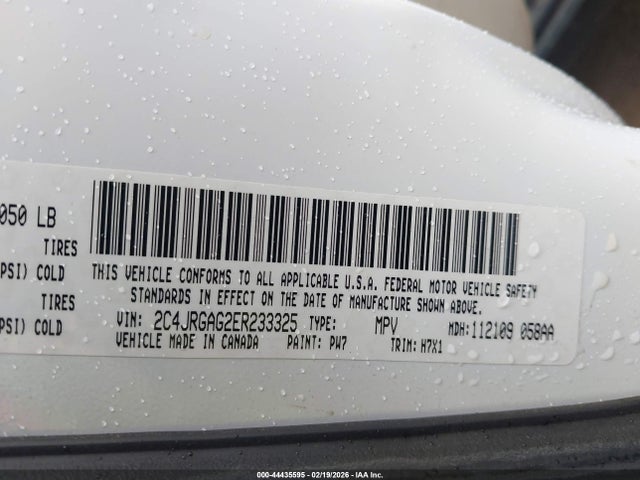 050 LB
TIRES
PSI) COLD
PSI) COLD
THIS VEHICLE CONFORMS TO ALL APPLICABLE U.S.A. FEDERAL MOTOR VEHICLE SAFETY
STANDARDS IN EFFECT ON THE DATE OF MANUFACTURE SHOWN ABOVE.
VIN: 2C4JRGAG2ER233325 TYPE: MPV MDH:112109 058AA
VEHICLE MADE IN CANADA PAINT: PW7 TRIM: H7X1
TIRES
000-44435595 - 02/19/2026 - IAA Inc.